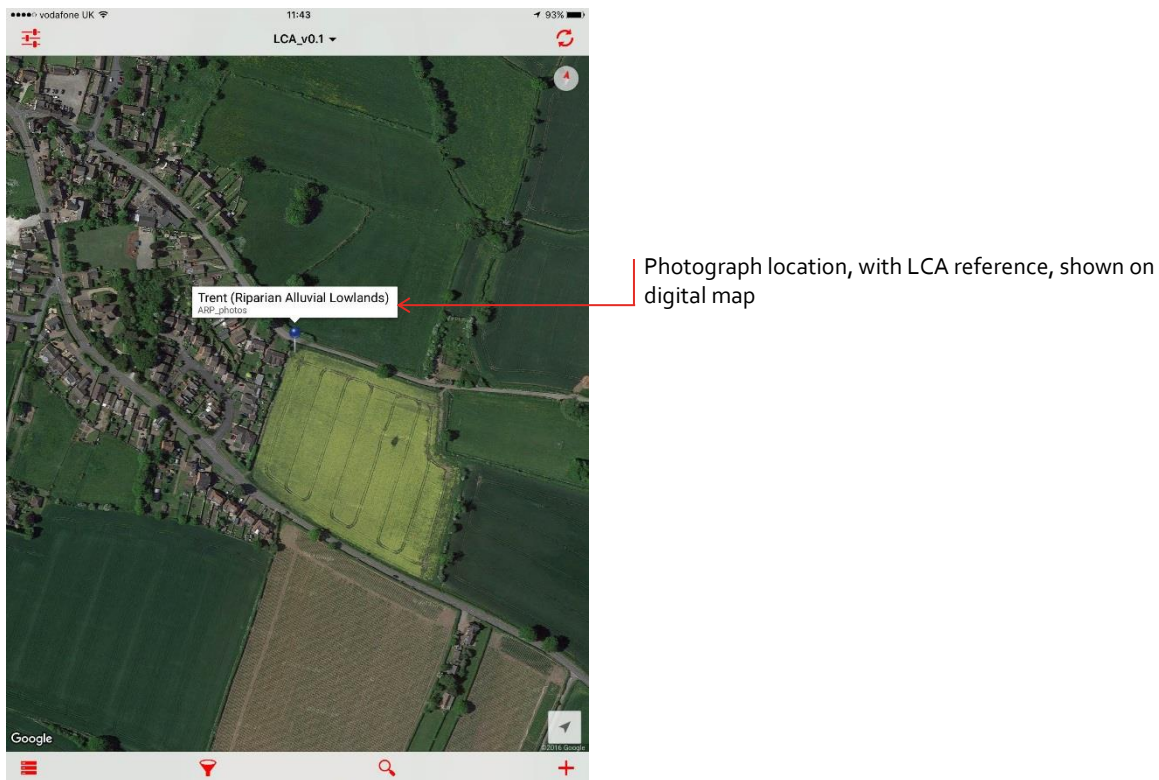 vodafone UK 11:43 93%
LCA_v0.1
Trent (Riparian Alluvial Lowlands)
ARP_photos
Photograph location, with LCA reference, shown on
digital map
Google
©2016 Google